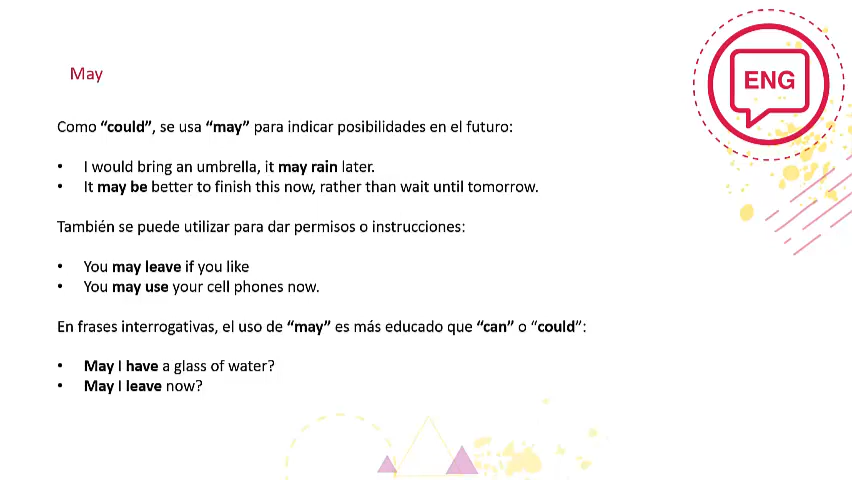 ENG
May
Como “could”, se usa “may” para indicar posibilidades en el futuro:
• I would bring an umbrella, it may rain later.
• It may be better to finish this now, rather than wait until tomorrow.
También se puede utilizar para dar permisos o instrucciones:
• You may leave if you like
• You may use your cell phones now.
En frases interrogativas, el uso de “may” es más educado que “can” o “could”:
• May I have a glass of water?
• May I leave now?